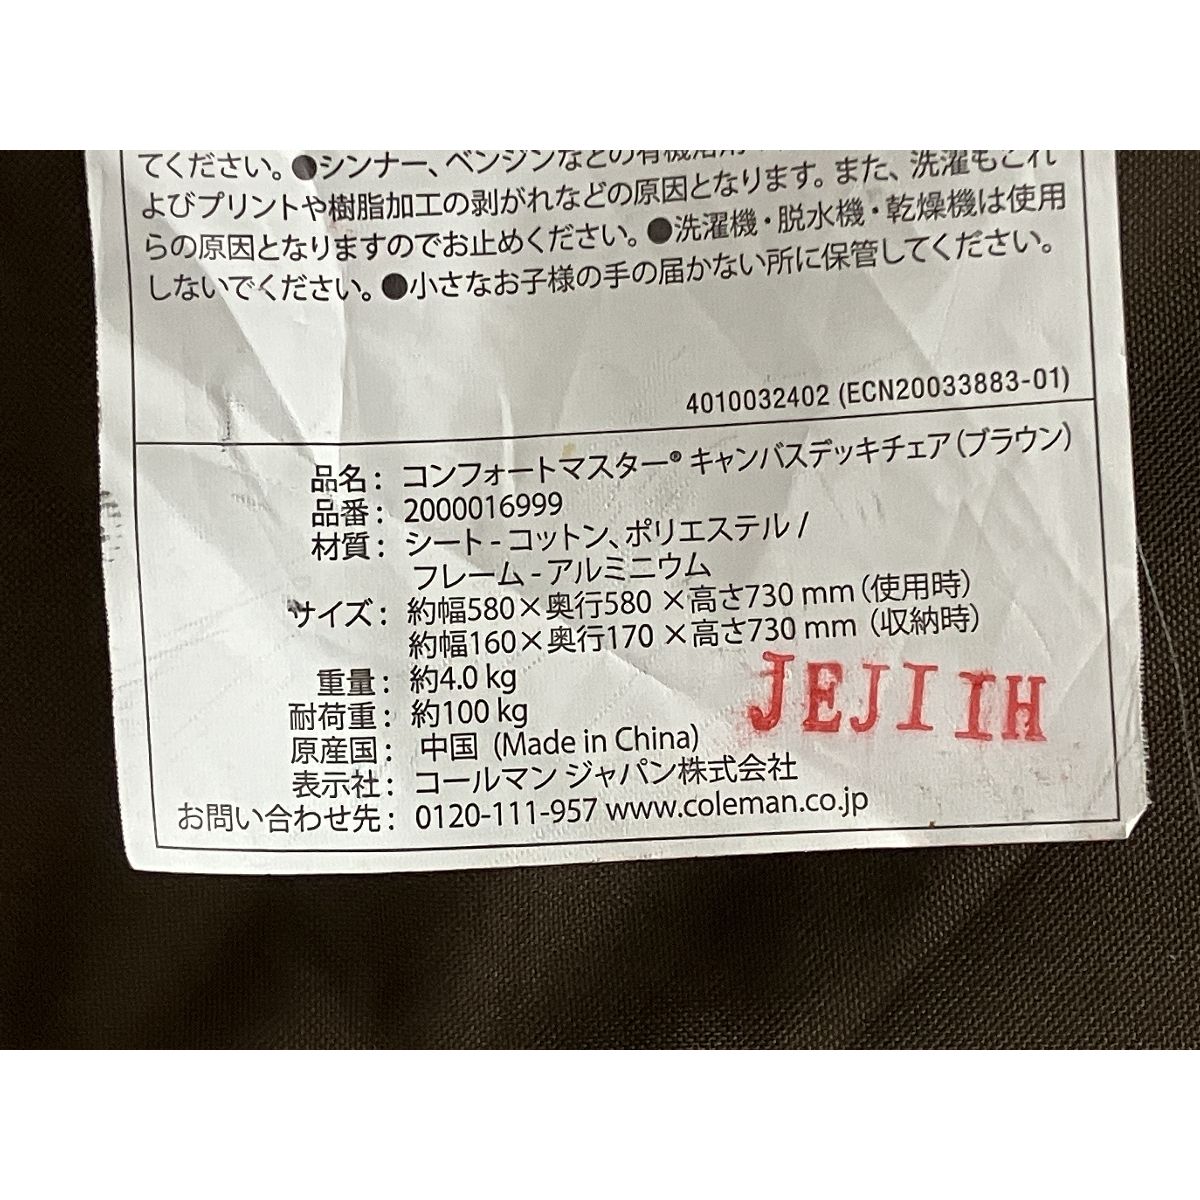 てください。●シンナー、ベンジンなどの有機溶剤
よびプリントや樹脂加工の剥がれなどの原因となります。また、洗濯もこれ
らの原因となりますのでお止めください。●洗濯機・脱水機・乾燥機は使用
しないでください。●小さなお子様の手の届かない所に保管してください。
4010032402 (ECN20033883-01)
品名： コンフォートマスター® キャンバスデッキチェア（ブラウン）
品番： 2000016999
材質： シート - コットン、ポリエステル /
フレーム - アルミニウム
サイズ： 約幅580×奥行580 ×高さ730 mm（使用時）
約幅160×奥行170 ×高さ730 mm （収納時）
重量： 約4.0 kg
耐荷重： 約100 kg
原産国： 中国 (Made in China)
表示社： コールマン ジャパン株式会社
お問い合わせ先： 0120-111-957 www.coleman.co.jp
JEJIIH